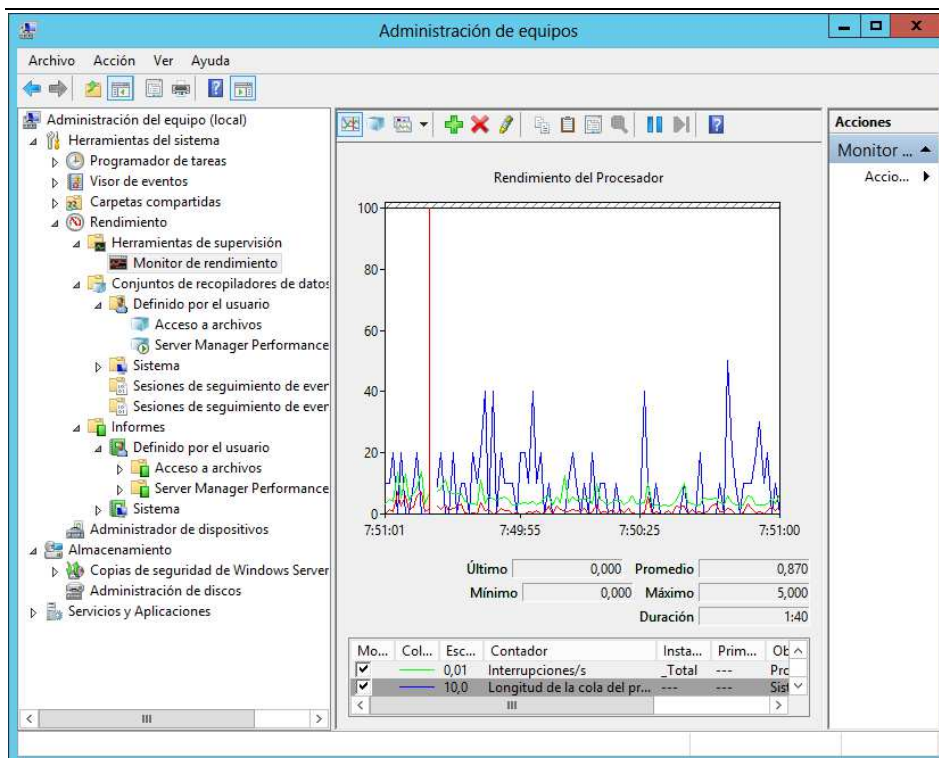 Administración de equipos
Archivo Acción Ver Ayuda
Administración del equipo (local)
Herramientas del sistema
Programador de tareas
Visor de eventos
Carpetas compartidas
Rendimiento
Herramientas de supervisión
Monitor de rendimiento
Conjuntos de recopiladores de datos
Definido por el usuario
Acceso a archivos
Server Manager Performance
Sistema
Sesiones de seguimiento de ever
Sesiones de seguimiento de ever
Informes
Definido por el usuario
Acceso a archivos
Server Manager Performance
Sistema
Administrador de dispositivos
Almacenamiento
Copias de seguridad de Windows Server
Administración de discos
Servicios y Aplicaciones
Rendimiento del Procesador
100
80
60
40
20
0
7:51:01 7:49:55 7:50:25 7:51:00
Último 0,000 Promedio 0,870
Mínimo 0,000 Máximo 5,000
Duración 1:40
Mo... Col... Esc... Contador Insta... Prim... Ob
0,01 Interrupciones/s _Total --- Prc
10,0 Longitud de la cola del pr... --- --- Sist
Acciones
Monitor ...
Accio...